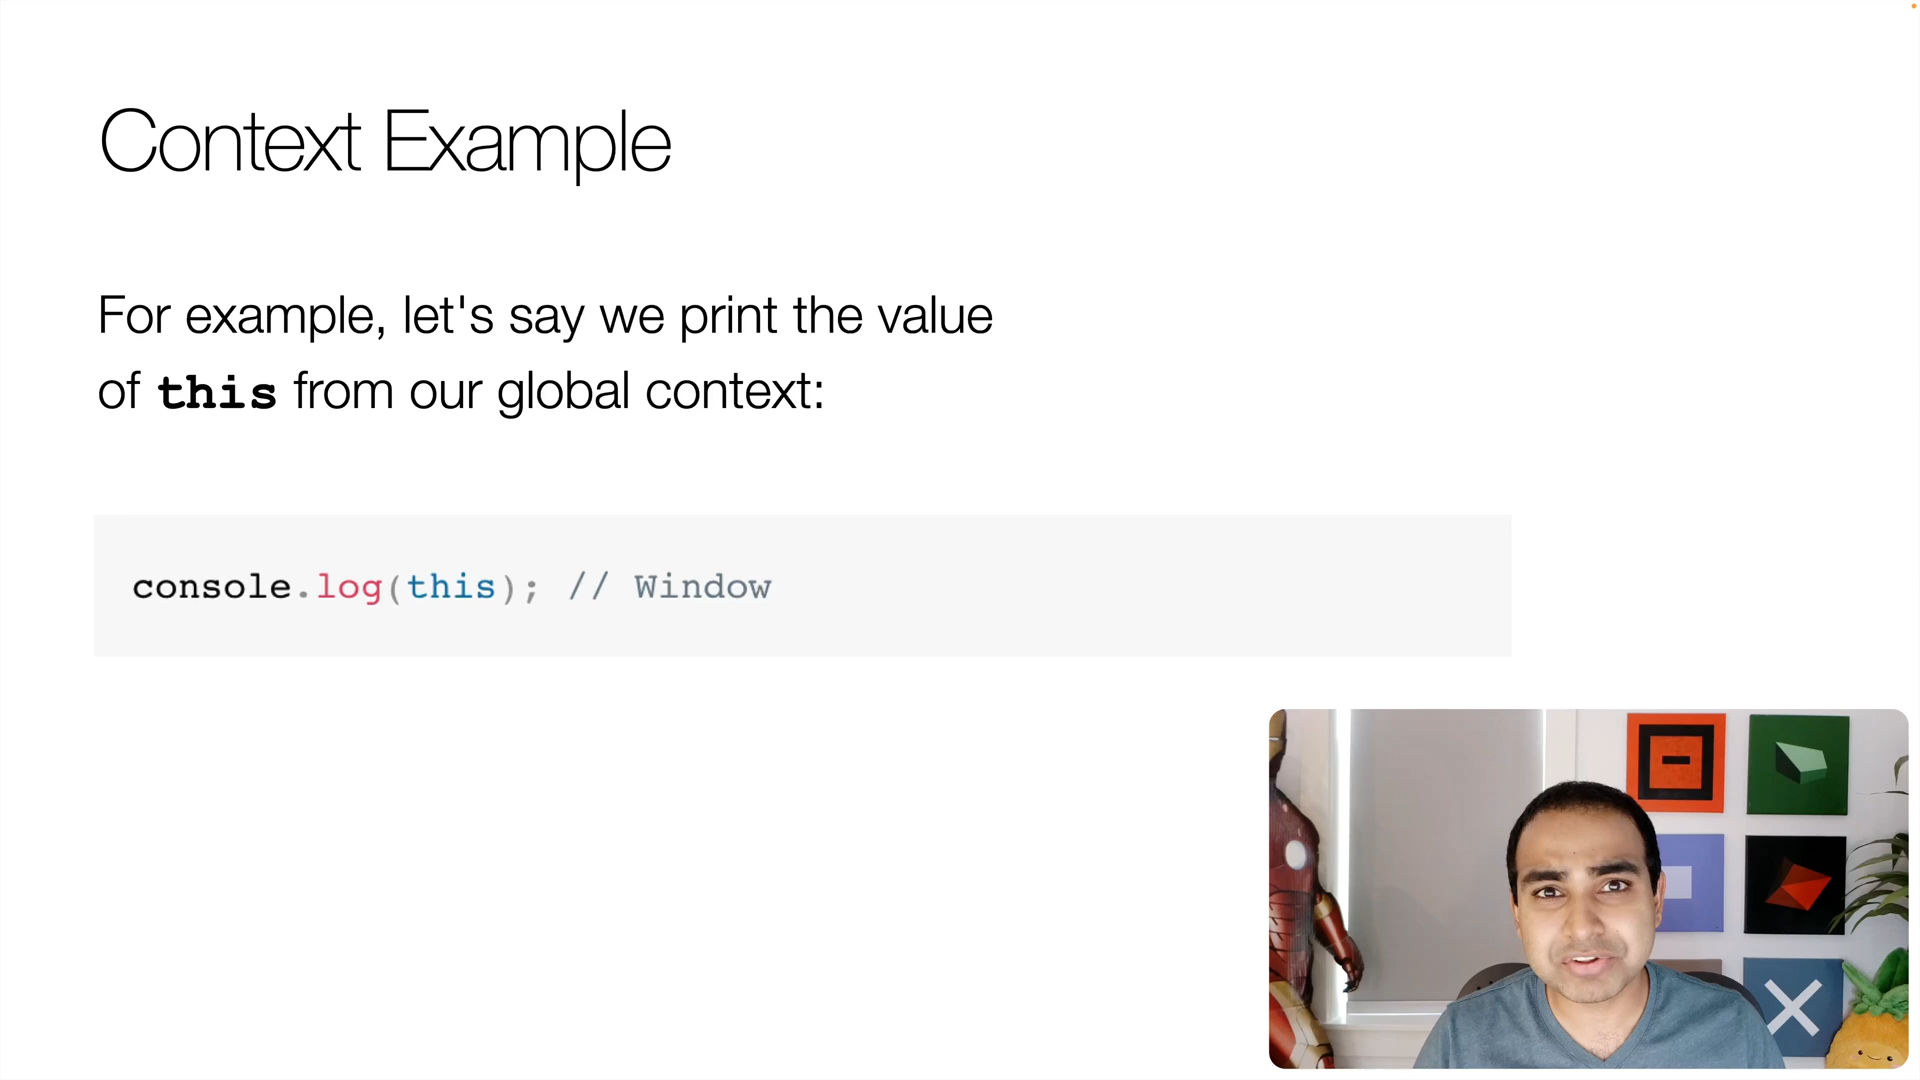 Context Example
For example, let's say we print the value
of this from our global context:
console.log(this); // Window